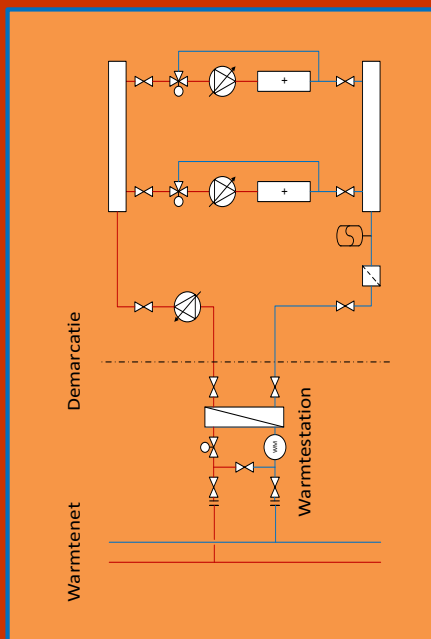 Demarcatie
Warmtenet
Warmtestation
WM
+
+